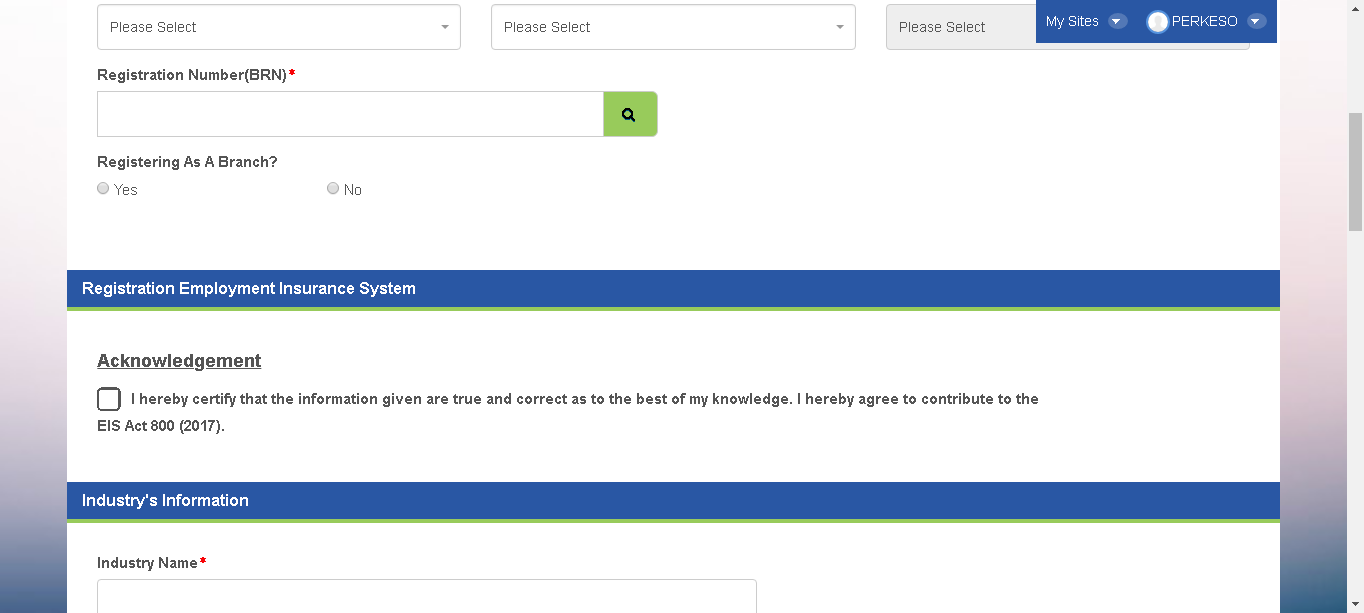 Please Select
Please Select
Please Select
My Sites
PERKESO
Registration Number(BRN)*
Registering As A Branch?
Yes
No
Registration Employment Insurance System
Acknowledgement
I hereby certify that the information given are true and correct as to the best of my knowledge. I hereby agree to contribute to the
EIS Act 800 (2017).
Industry's Information
Industry Name*